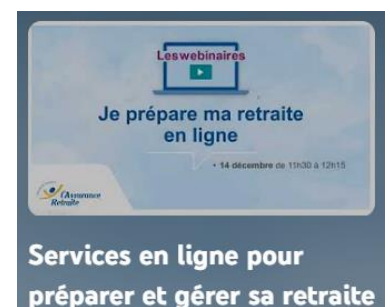 Les webinaires
Je prépare ma retraite
en ligne
• 14 décembre de 11h30 à 12h15
l'Assurance
Retraite
Services en ligne pour
préparer et gérer sa retraite